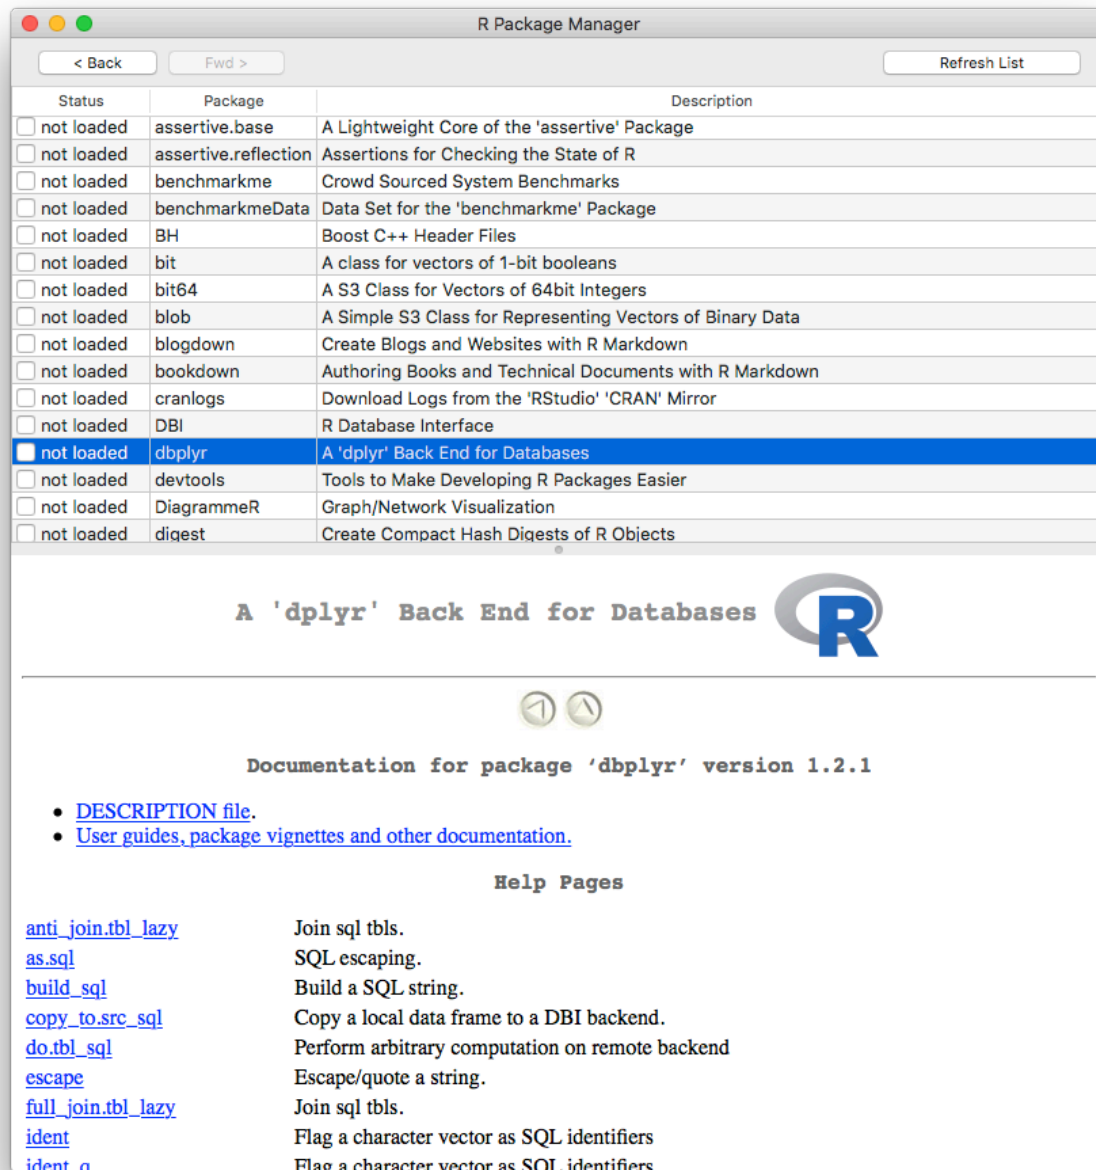 R Package Manager
< Back Fwd > Refresh List
Status Package Description
not loaded assertive.base A Lightweight Core of the 'assertive' Package
not loaded assertive.reflection Assertions for Checking the State of R
not loaded benchmarkme Crowd Sourced System Benchmarks
not loaded benchmarkmeData Data Set for the 'benchmarkme' Package
not loaded BH Boost C++ Header Files
not loaded bit A class for vectors of 1-bit booleans
not loaded bit64 A S3 Class for Vectors of 64bit Integers
not loaded blob A Simple S3 Class for Representing Vectors of Binary Data
not loaded blogdown Create Blogs and Websites with R Markdown
not loaded bookdown Authoring Books and Technical Documents with R Markdown
not loaded cranlogs Download Logs from the 'RStudio' 'CRAN' Mirror
not loaded DBI R Database Interface
not loaded dbplyr A 'dplyr' Back End for Databases
not loaded devtools Tools to Make Developing R Packages Easier
not loaded DiagrammeR Graph/Network Visualization
not loaded digest Create Compact Hash Digests of R Objects
A 'dplyr' Back End for Databases R
Documentation for package ‘dbplyr’ version 1.2.1
• DESCRIPTION file.
• User guides, package vignettes and other documentation.
Help Pages
anti_join.tbl_lazy Join sql tbls.
as.sql SQL escaping.
build_sql Build a SQL string.
copy_to.src_sql Copy a local data frame to a DBI backend.
do.tbl_sql Perform arbitrary computation on remote backend
escape Escape/quote a string.
full_join.tbl_lazy Join sql tbls.
ident Flag a character vector as SQL identifiers
ident_q Flag a character vector as SQL identifiers